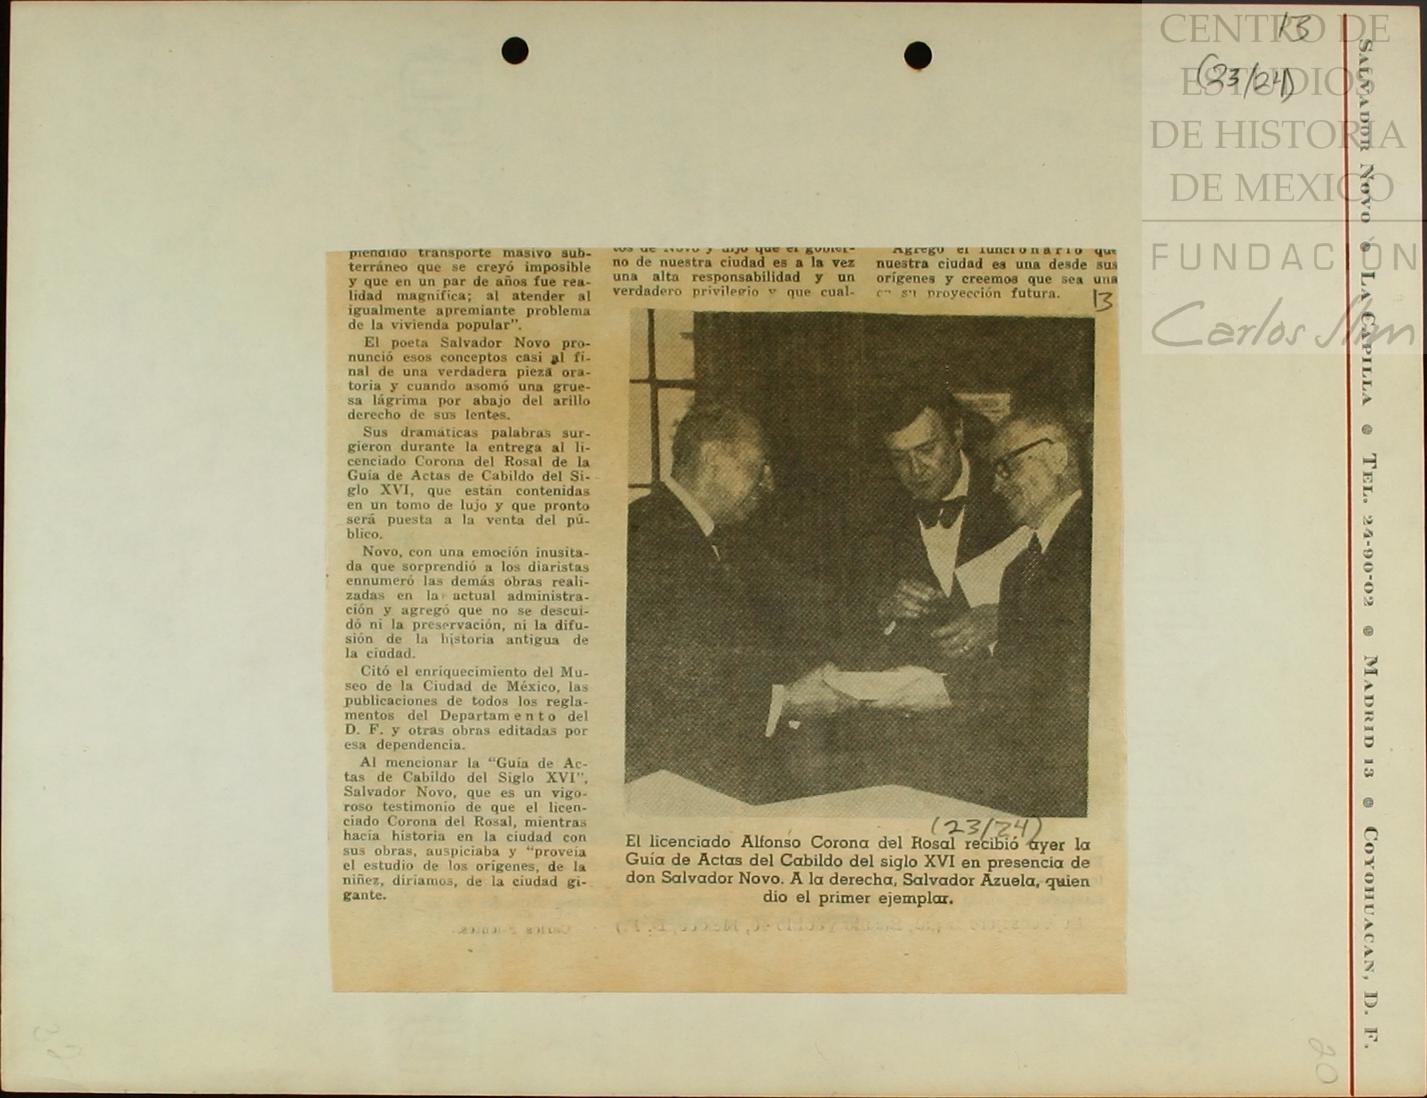 CENTRO DE
ESTUDIOS
DE HISTORIA
DE MEXICO
FUNDACIÓN
Carlos Slim
13
(23/24)
plendido transporte masivo sub-
terráneo que se creyó imposible
y que en un par de años fue rea-
lidad magnífica; al atender al
igualmente apremiante problema
de la vivienda popular".
El poeta Salvador Novo pro-
nunció esos conceptos casi al fi-
nal de una verdadera pieza ora-
toria y cuando asomó una grue-
sa lágrima por abajo del arillo
derecho de sus lentes.
Sus dramáticas palabras sur-
gieron durante la entrega al li-
cenciado Corona del Rosal de la
Guía de Actas de Cabildo del Si-
glo XVI, que están contenidas
en un tomo de lujo y que pronto
será puesta a la venta del pú-
blico.
Novo, con una emoción inusita-
da que sorprendió a los diaristas
ennumeró las demás obras reali-
zadas en la actual administra-
ción y agregó que no se descui-
dó ni la preservación, ni la difu-
sión de la historia antigua de
la ciudad.
Citó el enriquecimiento del Mu-
seo de la Ciudad de México, las
publicaciones de todos los regla-
mentos del Departamento del
D. F. y otras obras editadas por
esa dependencia.
Al mencionar la "Guía de Ac-
tas de Cabildo del Siglo XVI",
Salvador Novo, que es un vigo-
roso testimonio de que el licen-
ciado Corona del Rosal, mientras
hacía historia en la ciudad con
sus obras, auspiciaba y "proveía
el estudio de los orígenes, de la
niñez, diríamos, de la ciudad gi-
gante.
tos de Novo y dijo que el gobier-
no de nuestra ciudad es a la vez
una alta responsabilidad y un
verdadero privilegio y que cual-
Agregó el funcionario que
nuestra ciudad es una desde sus
orígenes y creemos que sea una
en su proyección futura.
13
(23/24)
El licenciado Alfonso Corona del Rosal recibió ayer la
Guía de Actas del Cabildo del siglo XVI en presencia de
don Salvador Novo. A la derecha, Salvador Azuela, quien
dio el primer ejemplar.
SALVADOR NOVO ● LA CAPILLA ● TEL. 24-90-02 ● MADRID 13 ● COYOHUACAN, D. F.
20